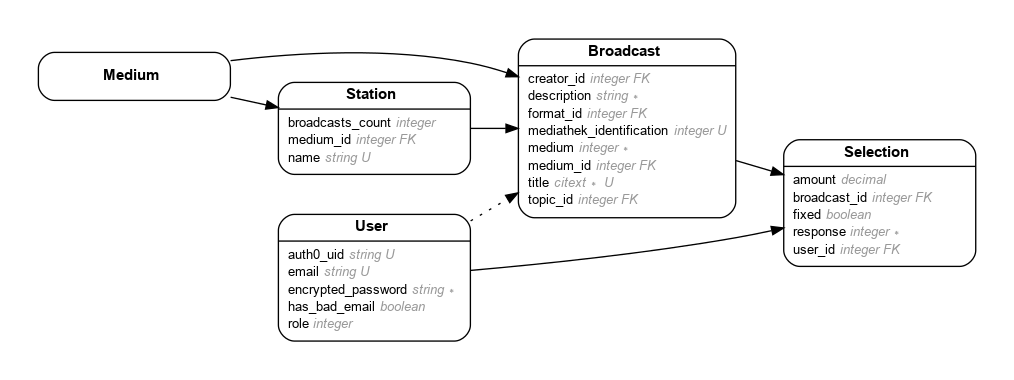 Medium
Station
broadcasts_count integer
medium_id integer FK
name string U
User
auth0_uid string U
email string U
encrypted_password string *
has_bad_email boolean
role integer
Broadcast
creator_id integer FK
description string *
format_id integer FK
mediathek_identification integer U
medium integer *
medium_id integer FK
title citext * U
topic_id integer FK
Selection
amount decimal
broadcast_id integer FK
fixed boolean
response integer *
user_id integer FK